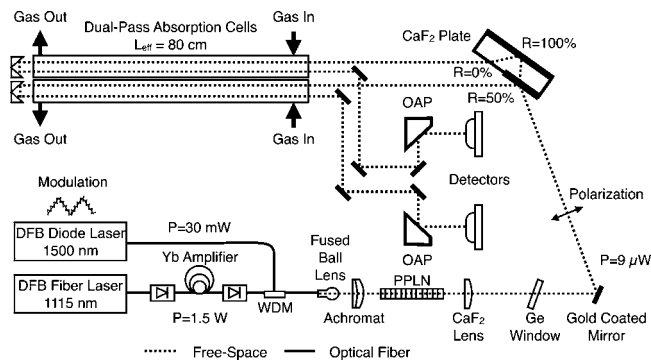 Gas Out
Dual-Pass Absorption Cells
Leff = 80 cm
Gas In
CaF2 Plate
R=100%
R=0%
R=50%
OAP
Gas Out
Gas In
Detectors
Polarization
Modulation
DFB Diode Laser
1500 nm
P=30 mW
Yb Amplifier
Fused
Ball
Lens
OAP
PPLN
P=9 µW
DFB Fiber Laser
1115 nm
P=1.5 W
WDM
Achromat
CaF2
Lens
Ge
Window
Gold Coated
Mirror
Free-Space
Optical Fiber